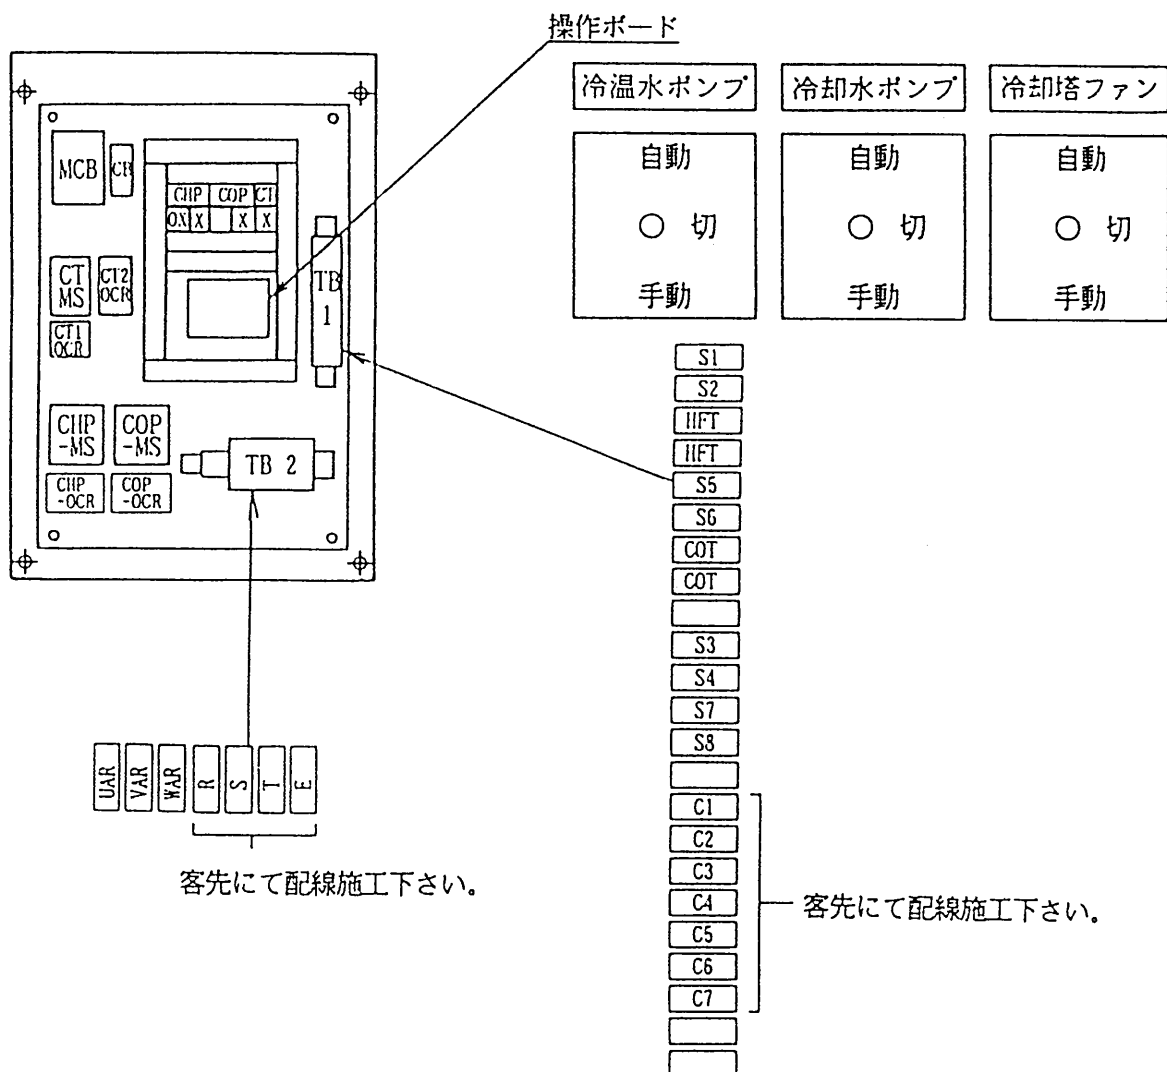 操作ボード
冷温水ポンプ
冷却水ポンプ
冷却塔ファン
自動
切
手動
自動
切
手動
自動
切
手動
MCB
CB
CHP COP CT
OX X X X
TB
1
CT
MS
CT2
OCR
CT1
OCR
CHP
-MS
COP
-MS
TB 2
CHP
-OCR
COP
-OCR
S1
S2
HFT
HFT
S5
S6
COT
COT
S3
S4
S7
S8
C1
C2
C3
C4
C5
C6
C7
客先にて配線施工下さい。
UAR
VAR
WAR
R
S
T
E
客先にて配線施工下さい。